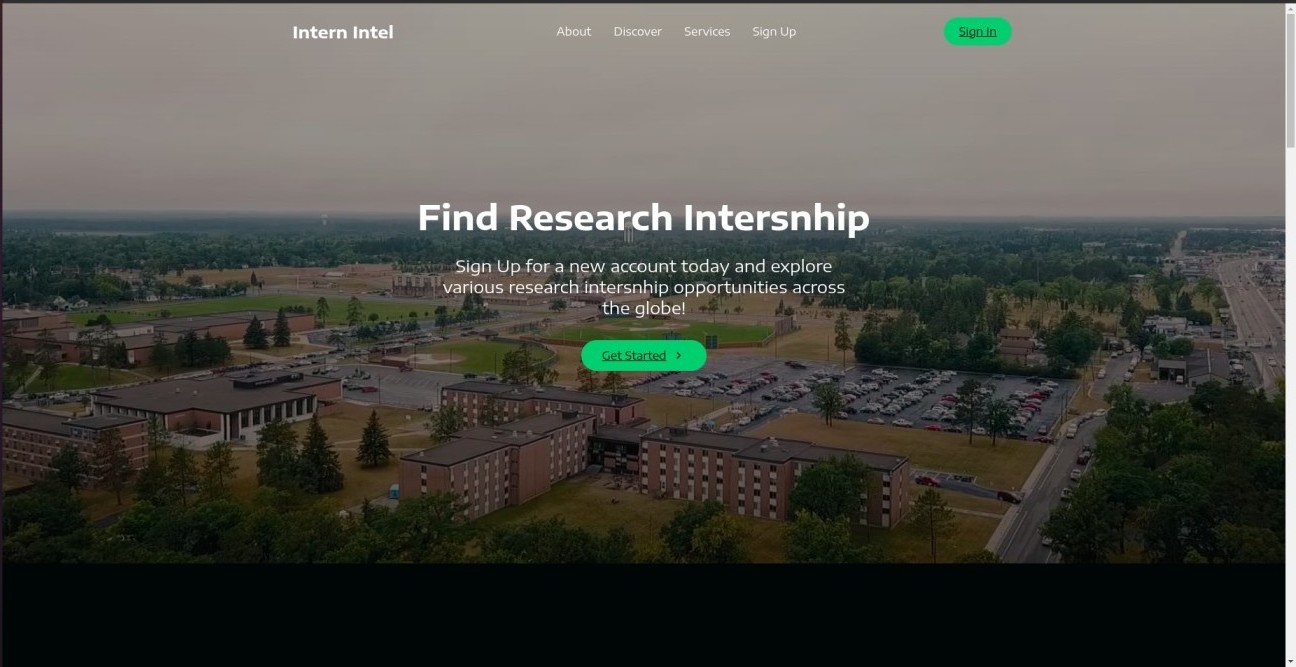 Intern Intel
About Discover Services Sign Up
Sign In
Find Research Intersnhip
Sign Up for a new account today and explore
various research intersnhip opportunities across
the globe!
Get Started